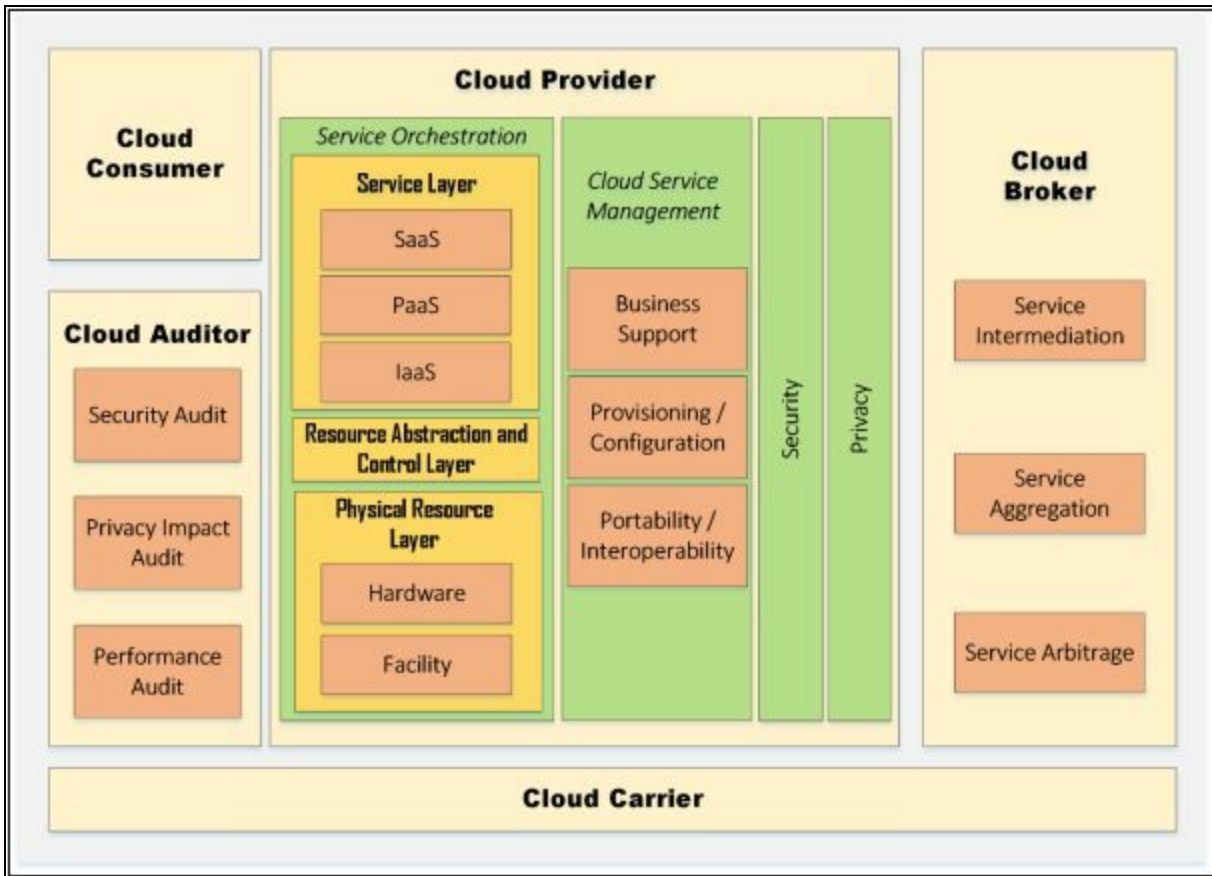 Cloud
Consumer
Cloud Auditor
Security Audit
Privacy Impact
Audit
Performance
Audit
Cloud Provider
Service Orchestration
Service Layer
SaaS
PaaS
IaaS
Resource Abstraction and
Control Layer
Physical Resource
Layer
Hardware
Facility
Cloud Service
Management
Business
Support
Provisioning /
Configuration
Portability /
Interoperability
Security
Privacy
Cloud
Broker
Service
Intermediation
Service
Aggregation
Service Arbitrage
Cloud Carrier